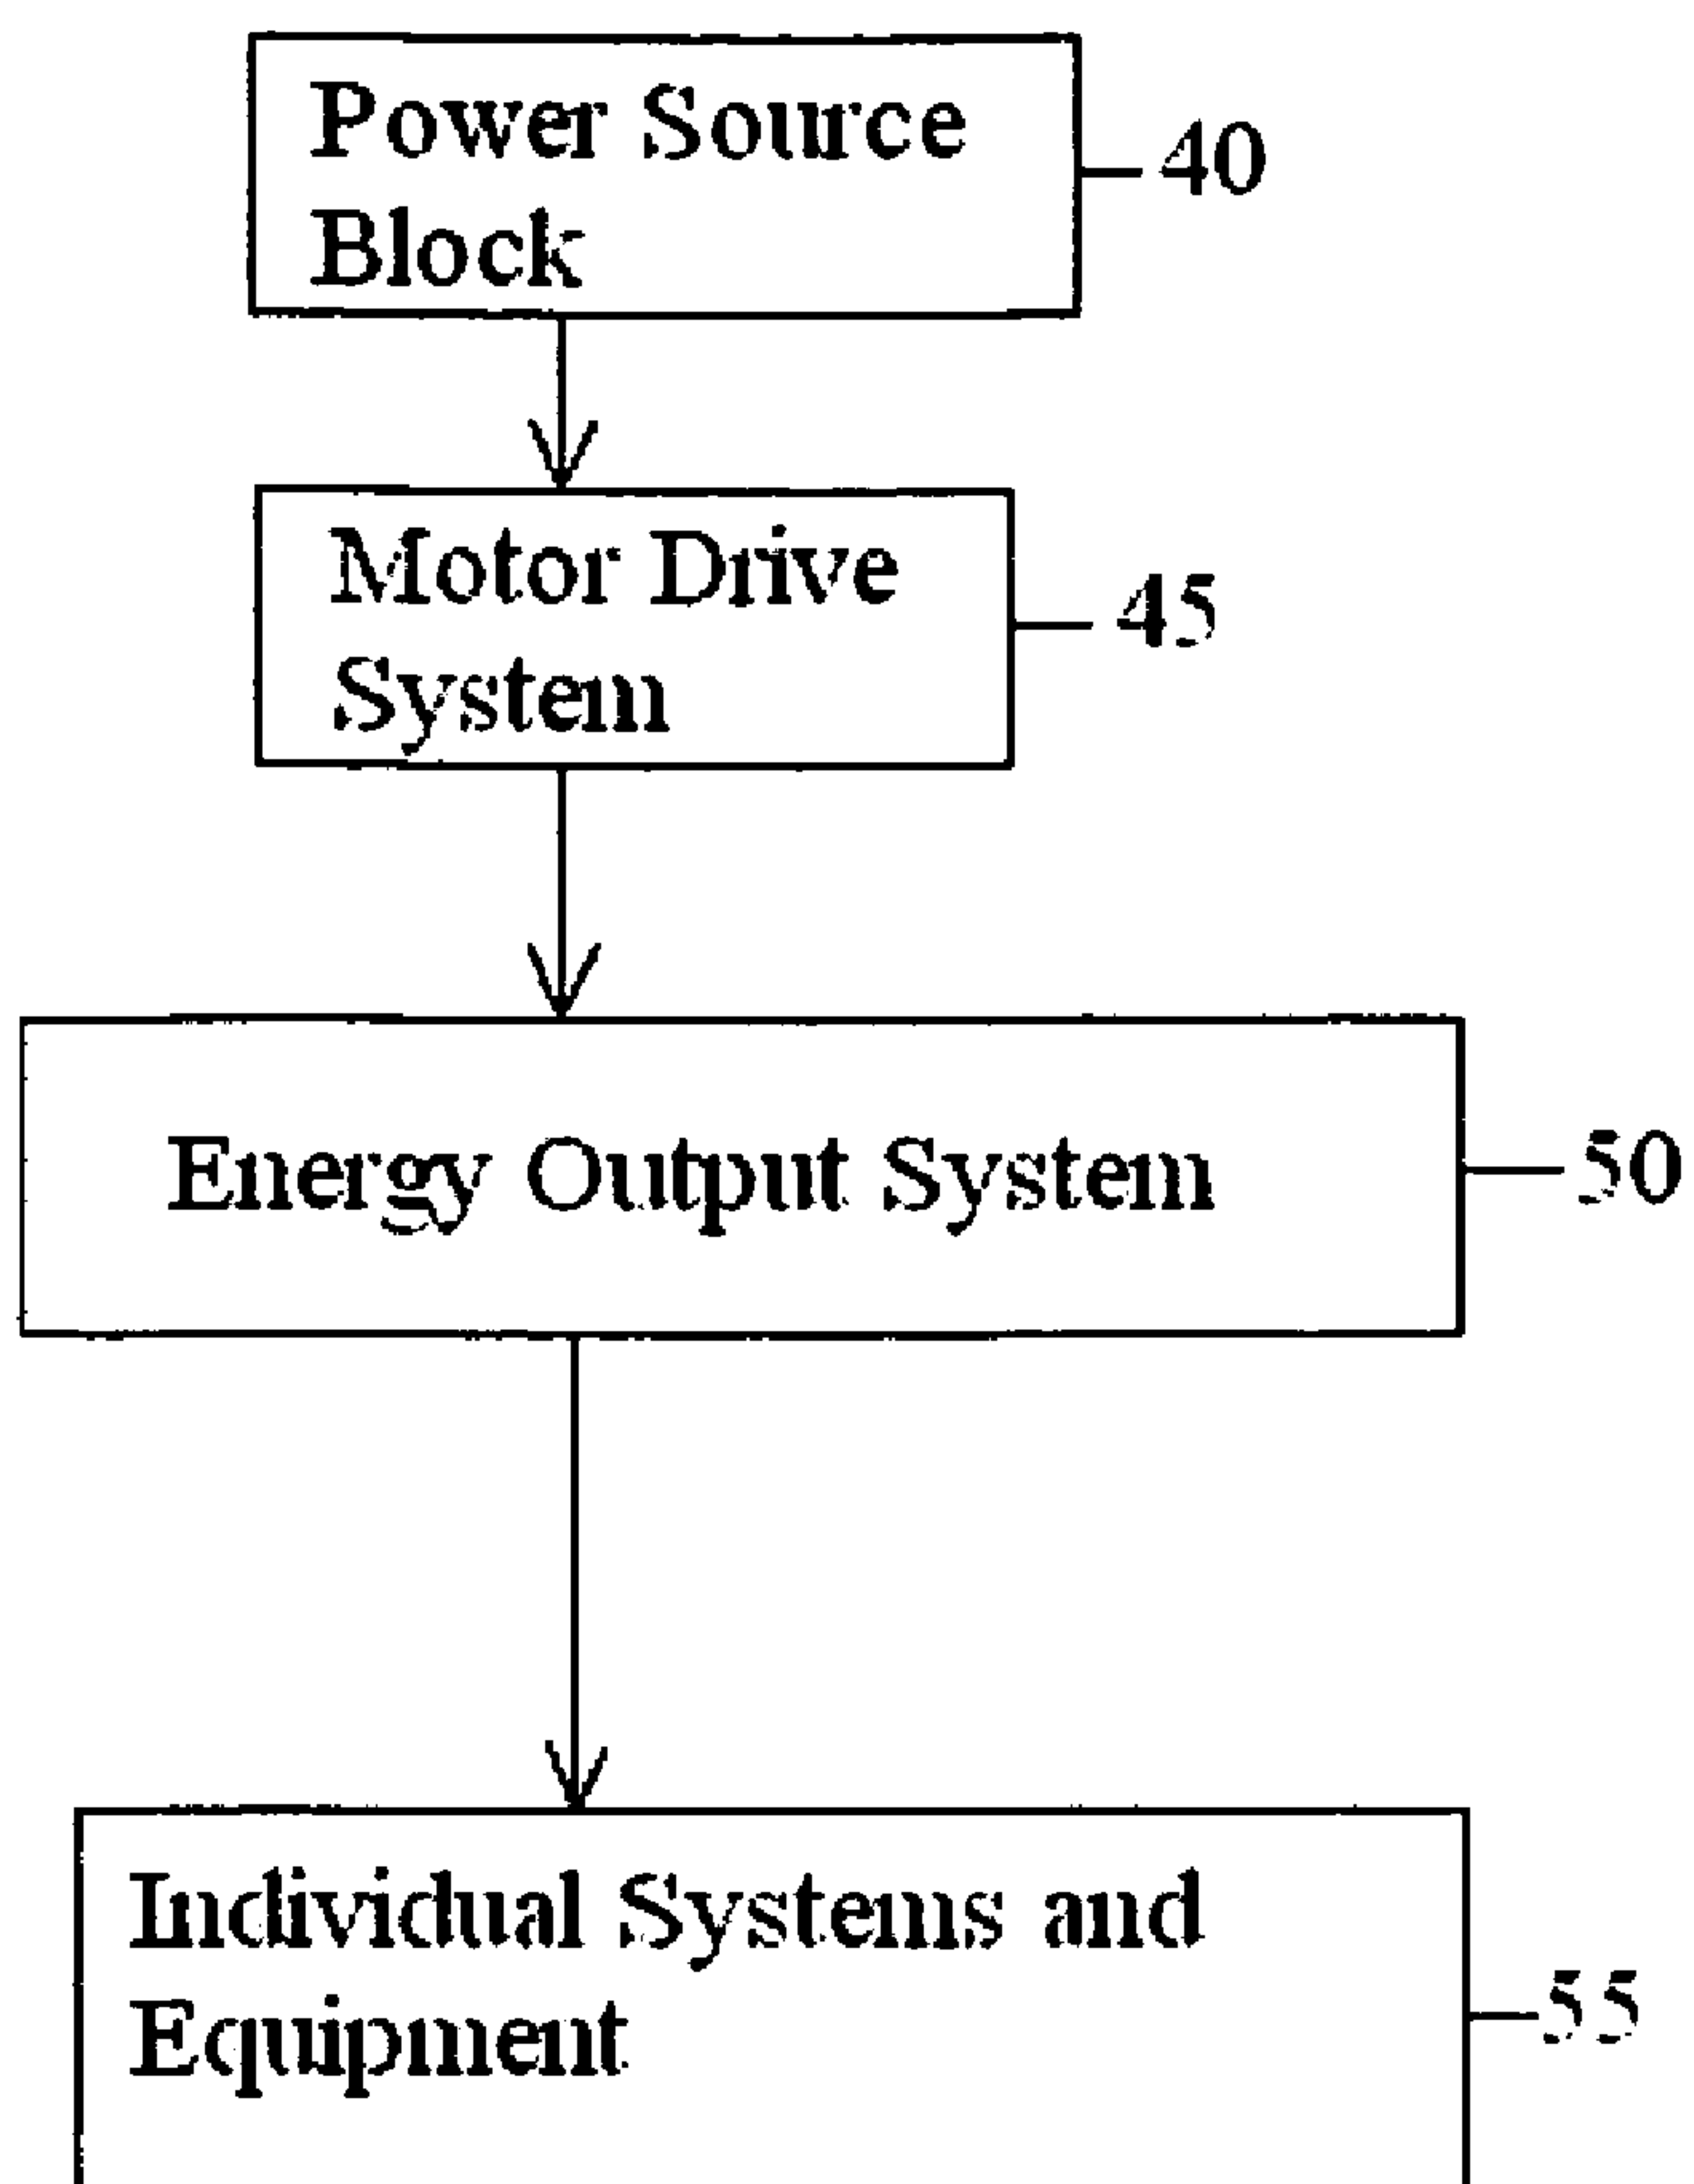 Power Source
Block
40
Motor Drive
System
45
Energy Output System
50
Individual Systems and
Equipment
55